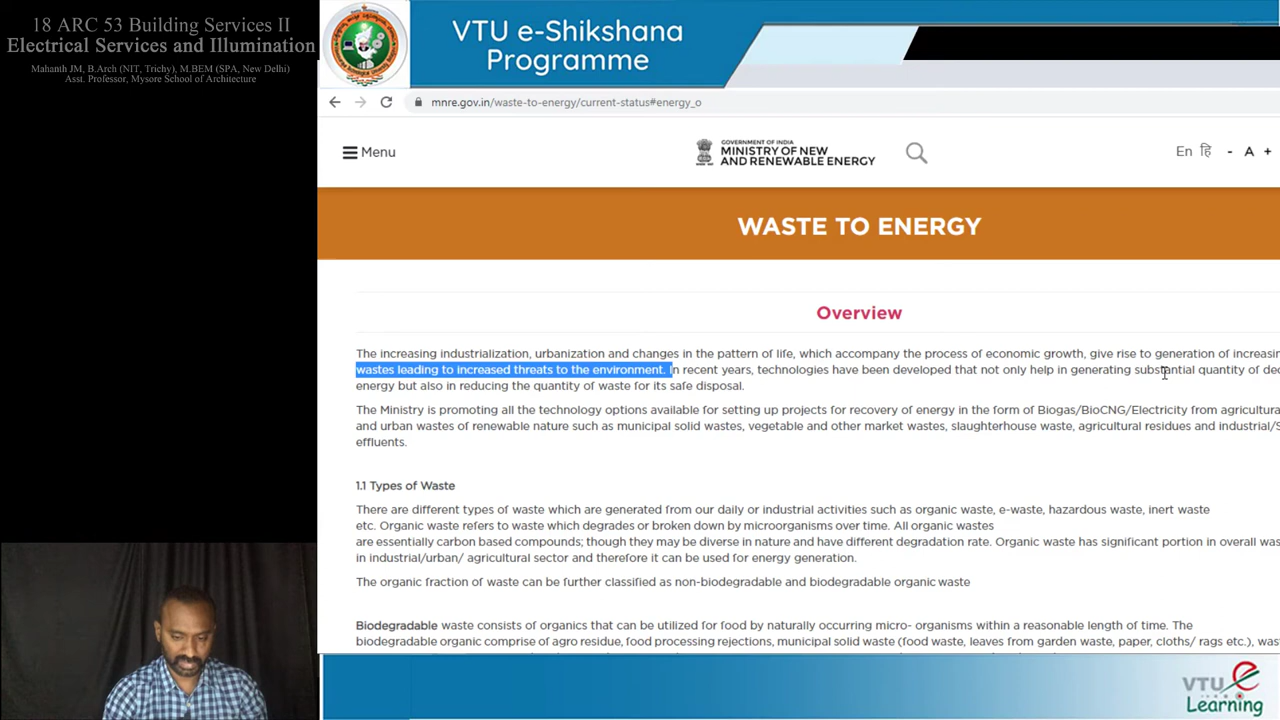 18 ARC 53 Building Services II
Electrical Services and Illumination
Mahanth JM, B.Arch (NIT, Trichy), M.BEM (SPA, New Delhi)
Asst. Professor, Mysore School of Architecture
VTU e-Shikshana
Programme
mnre.gov.in/waste-to-energy/current-status#energy_o
Menu
GOVERNMENT OF INDIA
MINISTRY OF NEW
AND RENEWABLE ENERGY
En हि - A +
WASTE TO ENERGY
Overview
The increasing industrialization, urbanization and changes in the pattern of life, which accompany the process of economic growth, give rise to generation of increasin
wastes leading to increased threats to the environment. In recent years, technologies have been developed that not only help in generating substantial quantity of dec
energy but also in reducing the quantity of waste for its safe disposal.
The Ministry is promoting all the technology options available for setting up projects for recovery of energy in the form of Biogas/BioCNG/Electricity from agricultura
and urban wastes of renewable nature such as municipal solid wastes, vegetable and other market wastes, slaughterhouse waste, agricultural residues and industrial/S
effluents.
1.1 Types of Waste
There are different types of waste which are generated from our daily or industrial activities such as organic waste, e-waste, hazardous waste, inert waste
etc. Organic waste refers to waste which degrades or broken down by microorganisms over time. All organic wastes
are essentially carbon based compounds; though they may be diverse in nature and have different degradation rate. Organic waste has significant portion in overall was
in industrial/urban/ agricultural sector and therefore it can be used for energy generation.
The organic fraction of waste can be further classified as non-biodegradable and biodegradable organic waste
Biodegradable waste consists of organics that can be utilized for food by naturally occurring micro- organisms within a reasonable length of time. The
biodegradable organic comprise of agro residue, food processing rejections, municipal solid waste (food waste, leaves from garden waste, paper, cloths/ rags etc.), was
VTU e
Learning